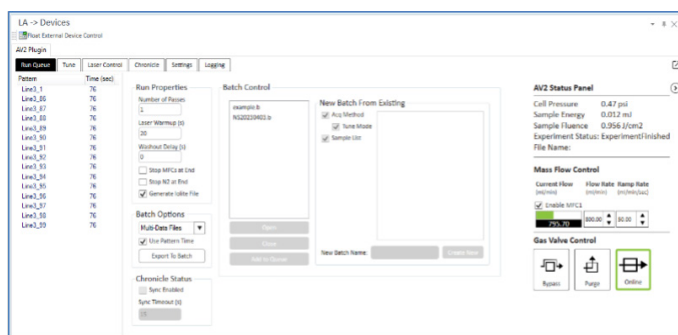 LA -> Devices
Float External Device Control
AV2 Plugin
Run Queue Tune Laser Control Chronicle Settings Logging
Pattern Time (sec)
Line3_1 76
Line3_86 76
Line3_87 76
Line3_88 76
Line3_89 76
Line3_90 76
Line3_91 76
Line3_92 76
Line3_93 76
Line3_94 76
Line3_95 76
Line3_96 76
Line3_97 76
Line3_98 76
Line3_99 76
Run Properties
Number of Passes
1
Laser Warmup (s)
20
Washout Delay (s)
0
Stop MFCs at End
Stop N2 at End
Generate Iolite File
Batch Options
Multi-Data Files
Use Pattern Time
Export To Batch
Chronicle Status
Sync Enabled
Sync Timeout (s)
Batch Control
example.b
NS20230403.b
Open
Close
Add to Queue
New Batch From Existing
Acq Method
Tune Mode
Sample List
New Batch Name:
Create New
AV2 Status Panel
Cell Pressure 0.47 psi
Sample Energy 0.012 mJ
Sample Fluence 0.956 J/cm2
Experiment Status: ExperimentFinished
File Name:
Mass Flow Control
Current Flow Flow Rate Ramp Rate
(ml/min) (ml/min) (ml/min/sec)
Enable MFC1
795.70 800.00 50.00
Gas Valve Control
Bypass Purge Online